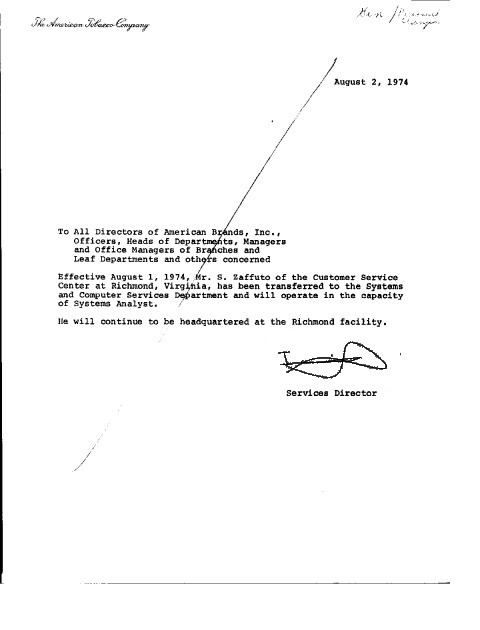 The American Tobacco Company
August 2, 1974
To All Directors of American Brands, Inc.,
Officers, Heads of Departments, Managers
and Office Managers of Branches and
Leaf Departments and others concerned
Effective August 1, 1974, Mr. S. Zaffuto of the Customer Service
Center at Richmond, Virginia, has been transferred to the Systems
and Computer Services Department and will operate in the capacity
of Systems Analyst.
He will continue to be headquartered at the Richmond facility.
Services Director